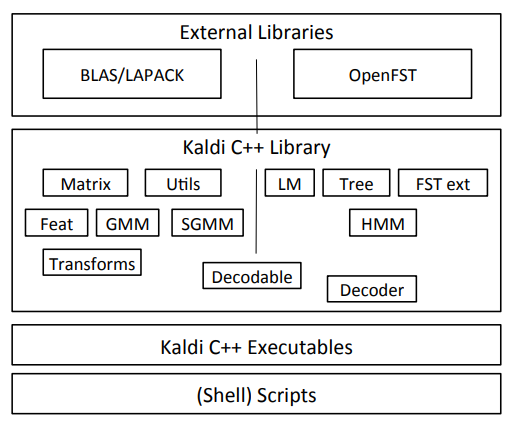 External Libraries
BLAS/LAPACK
OpenFST
Kaldi C++ Library
Matrix
Utils
LM
Tree
FST ext
Feat
GMM
SGMM
HMM
Transforms
Decodable
Decoder
Kaldi C++ Executables
(Shell) Scripts